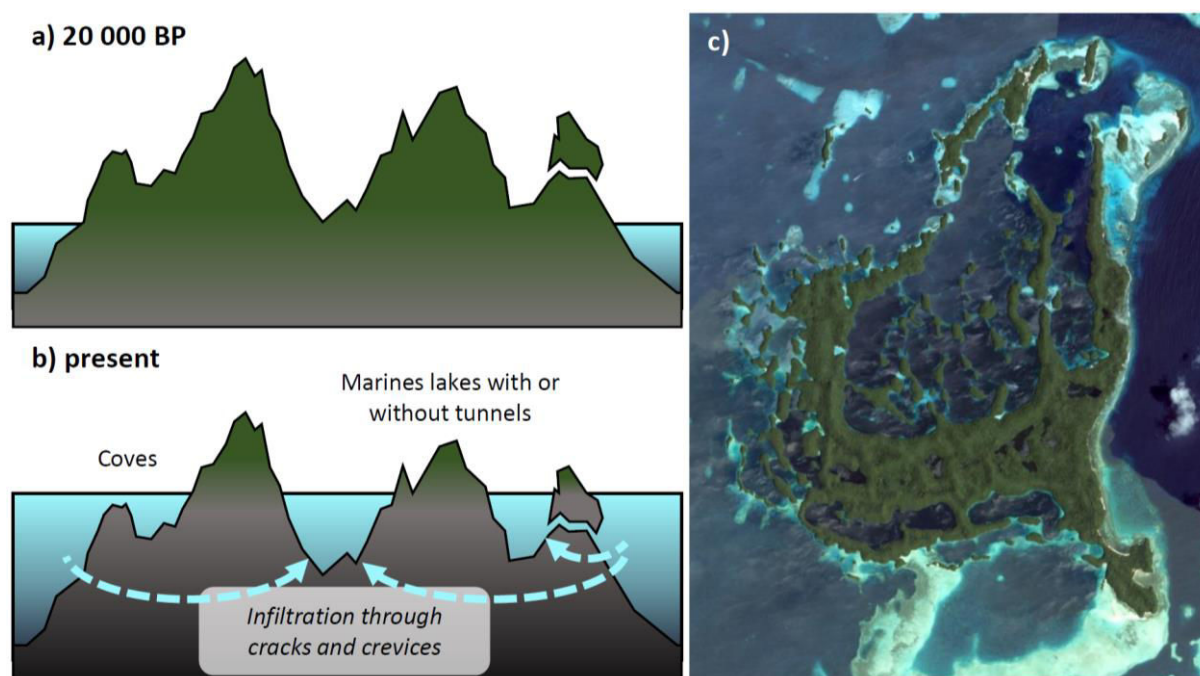 a) 20 000 BP
b) present
Marines lakes with or
without tunnels
Coves
Infiltration through
cracks and crevices
c)